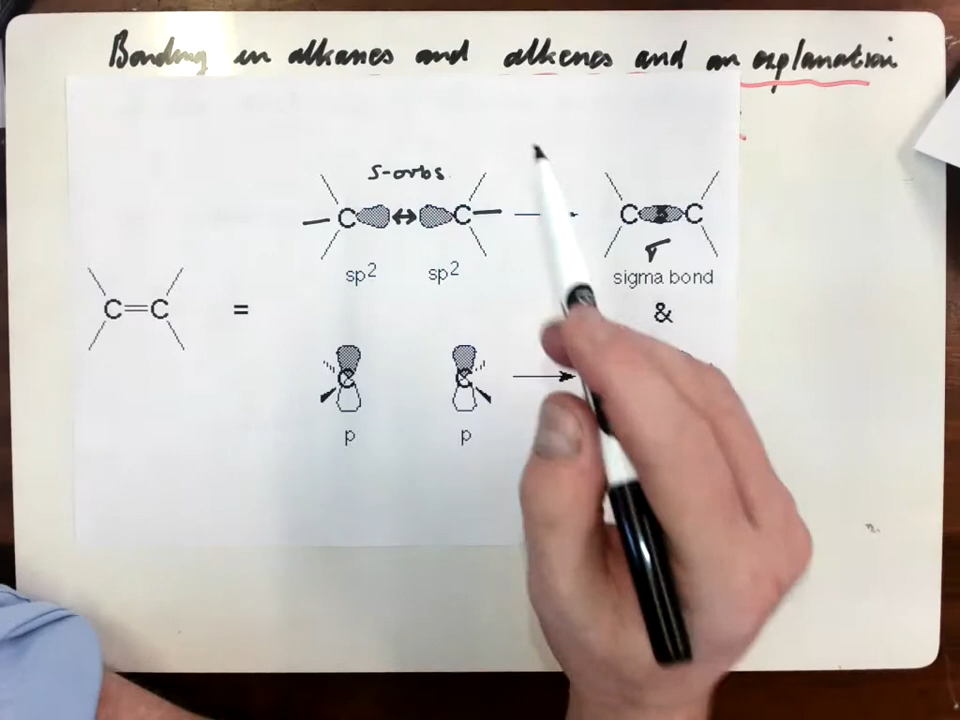 Bonding in alkanes and alkenes and an explanation
s-orbs.
C C C C
sp2 sp2 σ
sigma bond
C=C = &
C C
p p